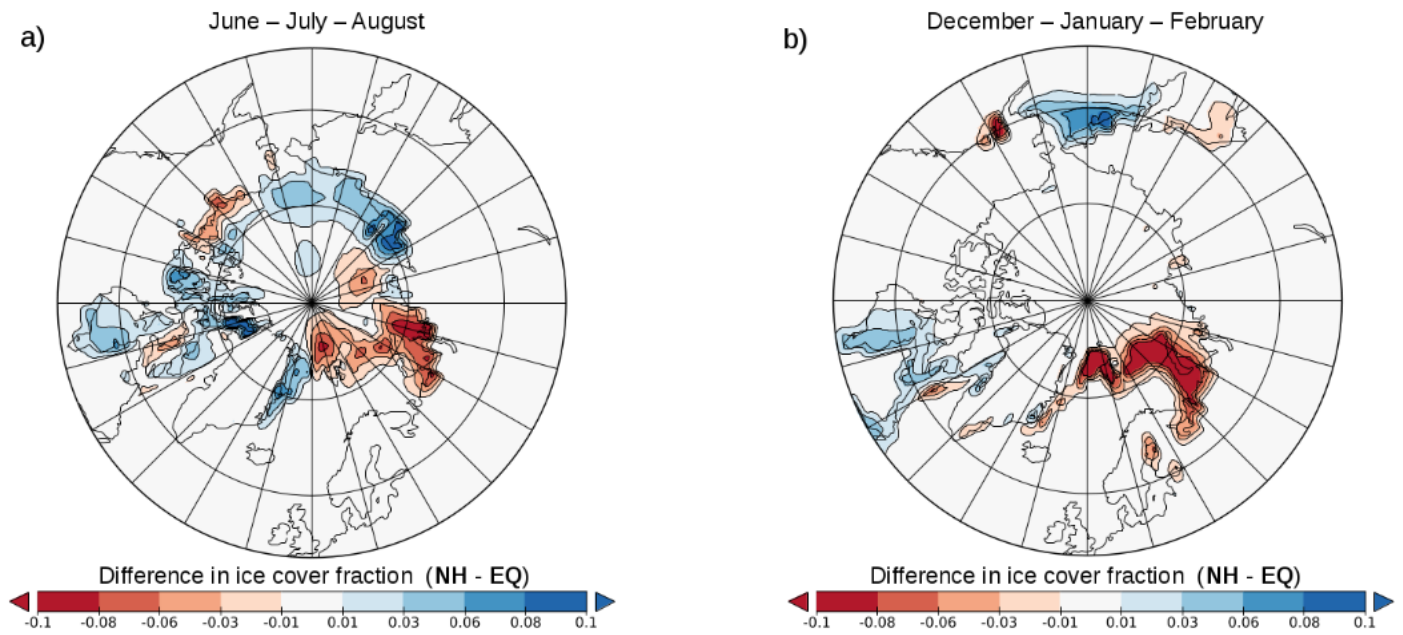 June – July – August
December – January – February
a)
b)
Difference in ice cover fraction (NH - EQ)
Difference in ice cover fraction (NH - EQ)
-0.1 -0.08 -0.06 -0.03 -0.01 0.01 0.03 0.06 0.08 0.1
-0.1 -0.08 -0.06 -0.03 -0.01 0.01 0.03 0.06 0.08 0.1